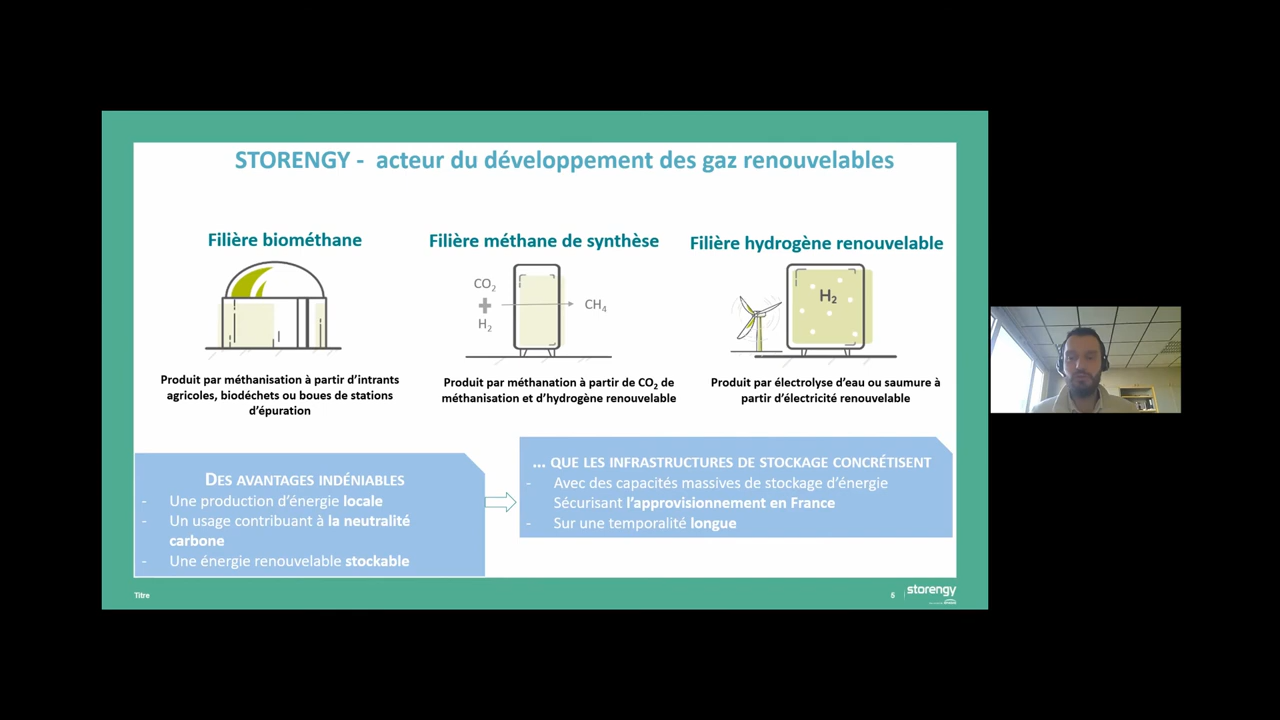 STORENGY - acteur du développement des gaz renouvelables
Filière biométhane
Produit par méthanisation à partir d'intrants
agricoles, biodéchets ou boues de stations
d'épuration
Filière méthane de synthèse
CO2
+
H2
CH4
Produit par méthanation à partir de CO2 de
méthanisation et d'hydrogène renouvelable
Filière hydrogène renouvelable
H2
Produit par électrolyse d'eau ou saumure à
partir d'électricité renouvelable
DES AVANTAGES INDÉNIABLES
- Une production d'énergie locale
- Un usage contribuant à la neutralité
carbone
- Une énergie renouvelable stockable
... QUE LES INFRASTRUCTURES DE STOCKAGE CONCRÉTISENT
- Avec des capacités massives de stockage d'énergie
Sécurisant l'approvisionnement en France
- Sur une temporalité longue
Titre
5
storengy